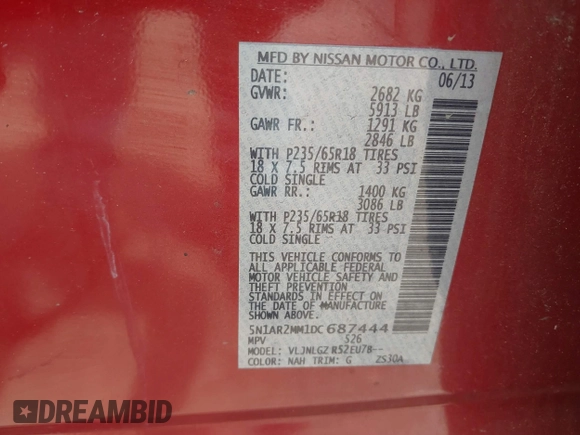 MFD BY NISSAN MOTOR CO., LTD.
DATE: 06/13
GVWR: 2682 KG
5913 LB
GAWR FR.: 1291 KG
2846 LB
WITH P235/65R18 TIRES
18 X 7.5 RIMS AT 33 PSI
COLD SINGLE
GAWR RR.: 1400 KG
3086 LB
WITH P235/65R18 TIRES
18 X 7.5 RIMS AT 33 PSI
COLD SINGLE
THIS VEHICLE CONFORMS TO
ALL APPLICABLE FEDERAL
MOTOR VEHICLE SAFETY AND
THEFT PREVENTION
STANDARDS IN EFFECT ON
THE DATE OF MANUFACTURE
SHOWN ABOVE.
5N1AR2MM1DC687444
MPV 526
MODEL: VLJNLGZ R52EU7B--
COLOR: NAH TRIM: G ZS30A
DREAMBID